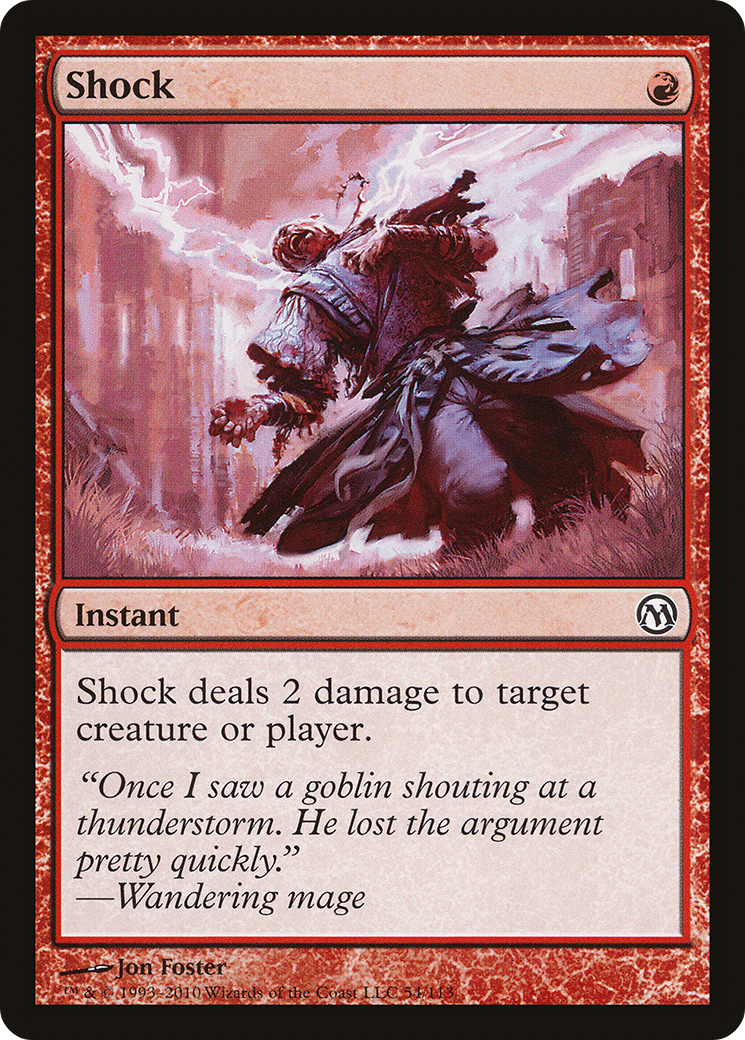 Shock
Instant
Shock deals 2 damage to target
creature or player.
“Once I saw a goblin shouting at a
thunderstorm. He lost the argument
pretty quickly.”
—Wandering mage
Jon Foster
™ & © 1993–2010 Wizards of the Coast LLC 54/113